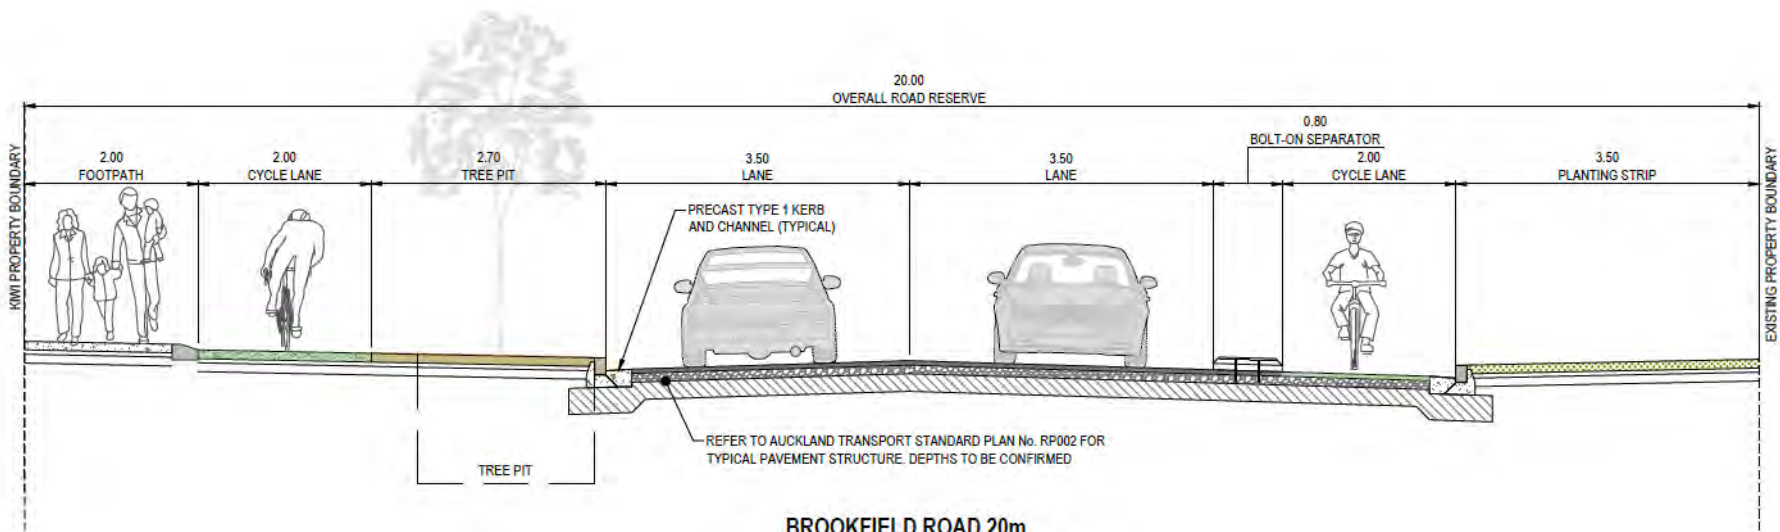 20.00
OVERALL ROAD RESERVE
0.80
BOLT-ON SEPARATOR
2.00
FOOTPATH
2.00
CYCLE LANE
2.70
TREE PIT
3.50
LANE
3.50
LANE
2.00
CYCLE LANE
3.50
PLANTING STRIP
KIWI PROPERTY BOUNDARY
EXISTING PROPERTY BOUNDARY
PRECAST TYPE 1 KERB
AND CHANNEL (TYPICAL)
REFER TO AUCKLAND TRANSPORT STANDARD PLAN No. RP002 FOR
TYPICAL PAVEMENT STRUCTURE. DEPTHS TO BE CONFIRMED
TREE PIT
BROOKFIELD ROAD 20m